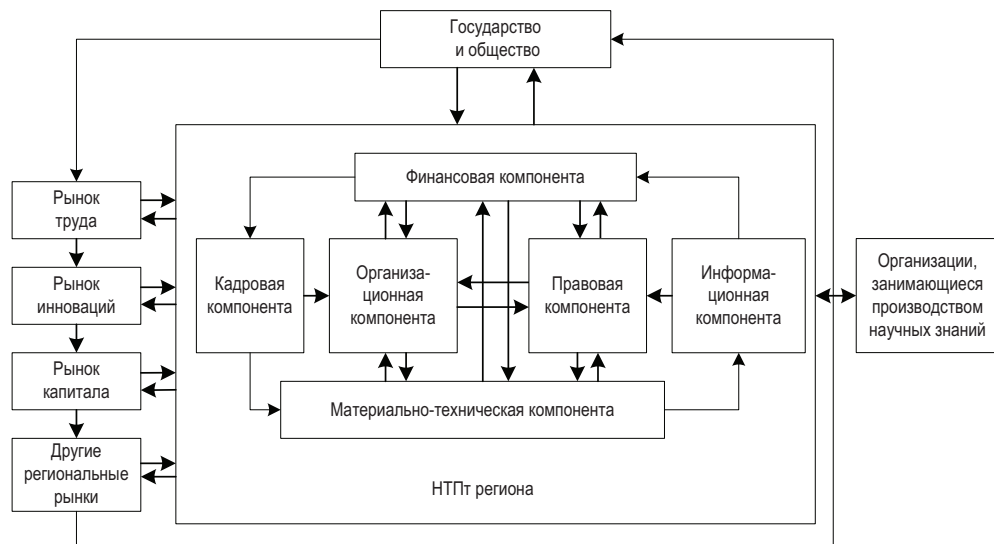 Государство
и общество
Финансовая компонента
Рынок
труда
Рынок
инноваций
Рынок
капитала
Другие
региональные
рынки
Кадровая
компонента
Организа-
ционная
компонента
Правовая
компонента
Информа-
ционная
компонента
Организации,
занимающиеся
производством
научных знаний
Материально-техническая компонента
НТПт региона